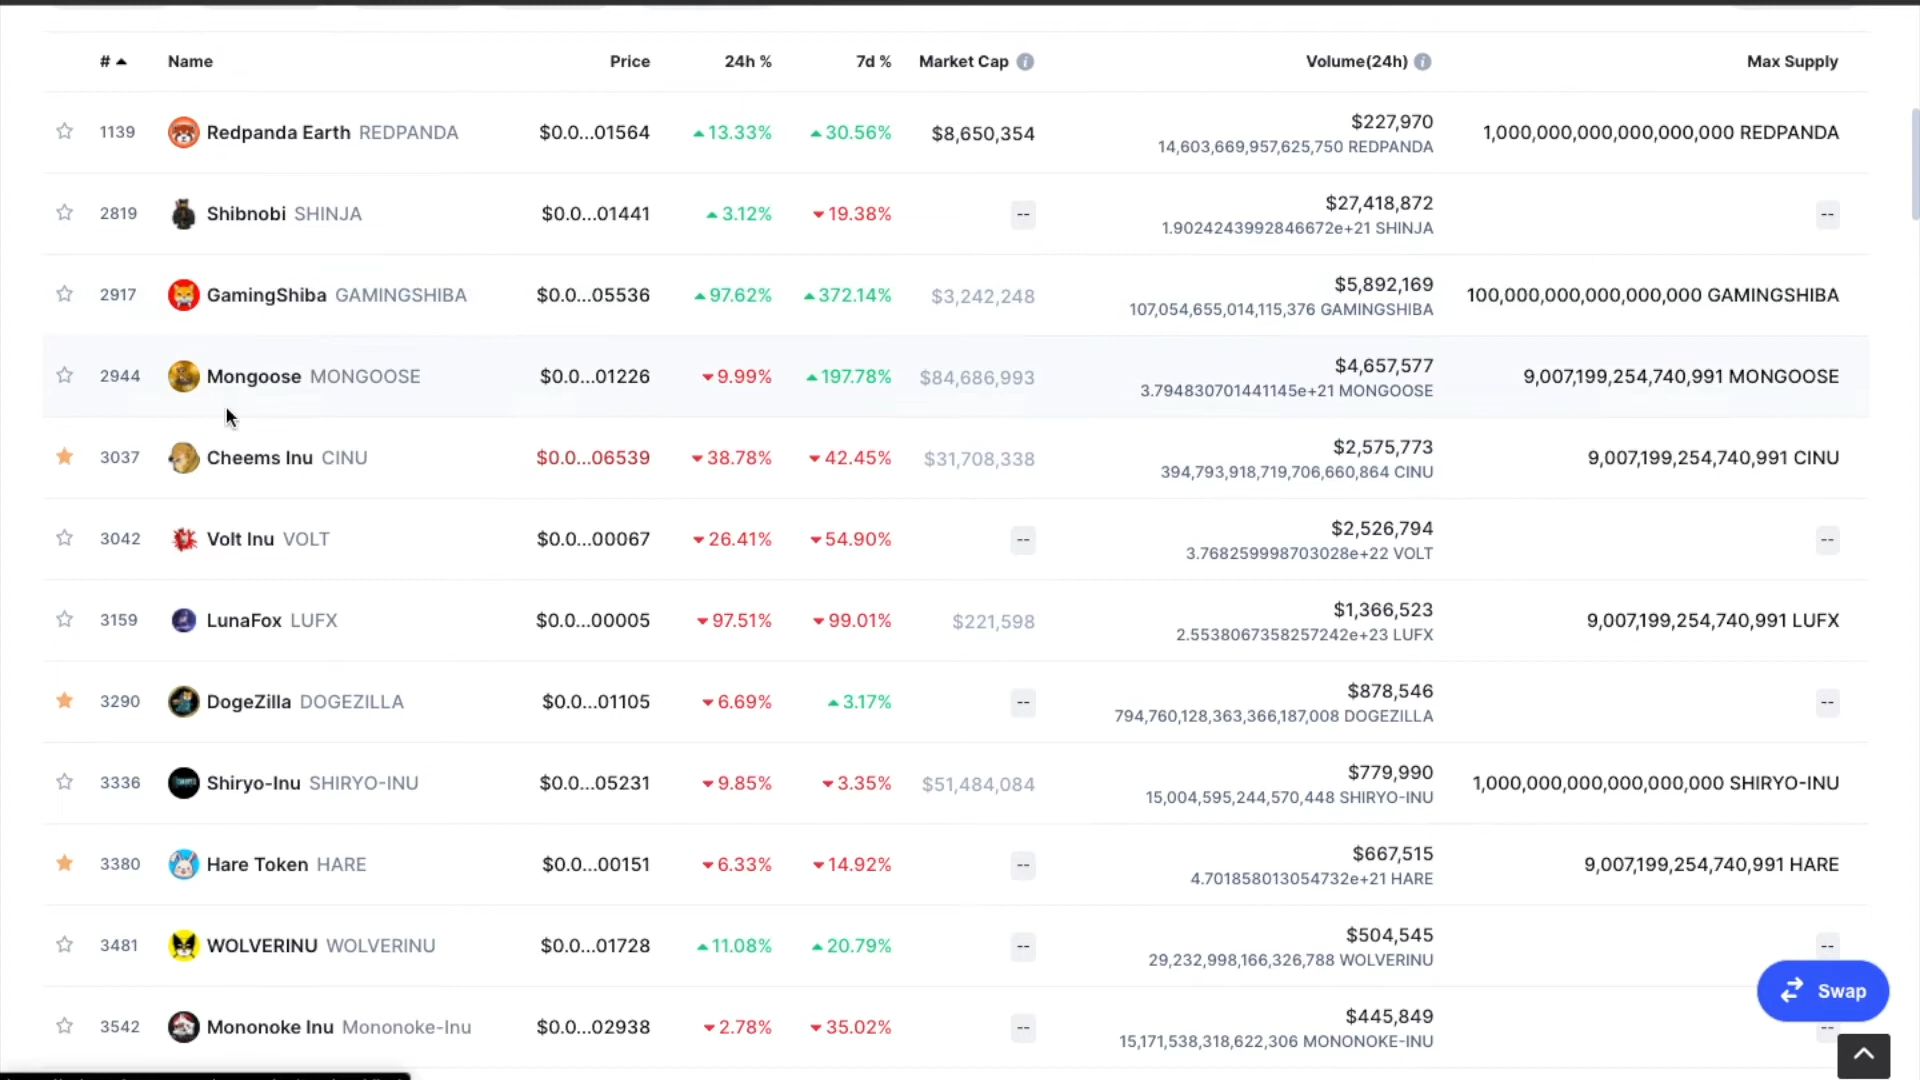 # Name Price 24h % 7d % Market Cap Volume(24h) Max Supply
1139 Redpanda Earth REDPANDA $0.0...01564 13.33% 30.56% $8,650,354 $227,970 1,000,000,000,000,000,000 REDPANDA
14,603,669,957,625,750 REDPANDA
2819 Shibnobi SHINJA $0.0...01441 3.12% 19.38% -- $27,418,872 --
1.9024243992846672e+21 SHINJA
2917 GamingShiba GAMINGSHIBA $0.0...05536 97.62% 372.14% $3,242,248 $5,892,169 100,000,000,000,000,000 GAMINGSHIBA
107,054,655,014,115,376 GAMINGSHIBA
2944 Mongoose MONGOOSE $0.0...01226 9.99% 197.78% $84,686,993 $4,657,577 9,007,199,254,740,991 MONGOOSE
3.794830701441145e+21 MONGOOSE
3037 Cheems Inu CINU $0.0...06539 38.78% 42.45% $31,708,338 $2,575,773 9,007,199,254,740,991 CINU
394,793,918,719,706,660,864 CINU
3042 Volt Inu VOLT $0.0...00067 26.41% 54.90% -- $2,526,794 --
3.768259998703028e+22 VOLT
3159 LunaFox LUFX $0.0...00005 97.51% 99.01% $221,598 $1,366,523 9,007,199,254,740,991 LUFX
2.5538067358257242e+23 LUFX
3290 DogeZilla DOGEZILLA $0.0...01105 6.69% 3.17% -- $878,546 --
794,760,128,363,366,187,008 DOGEZILLA
3336 Shiryo-Inu SHIRYO-INU $0.0...05231 9.85% 3.35% $51,484,084 $779,990 1,000,000,000,000,000,000 SHIRYO-INU
15,004,595,244,570,448 SHIRYO-INU
3380 Hare Token HARE $0.0...00151 6.33% 14.92% -- $667,515 9,007,199,254,740,991 HARE
4.701858013054732e+21 HARE
3481 WOLVERINU WOLVERINU $0.0...01728 11.08% 20.79% -- $504,545 --
29,232,998,166,326,788 WOLVERINU
Swap
3542 Mononoke Inu Mononoke-Inu $0.0...02938 2.78% 35.02% -- $445,849 --
15,171,538,318,622,306 MONONOKE-INU